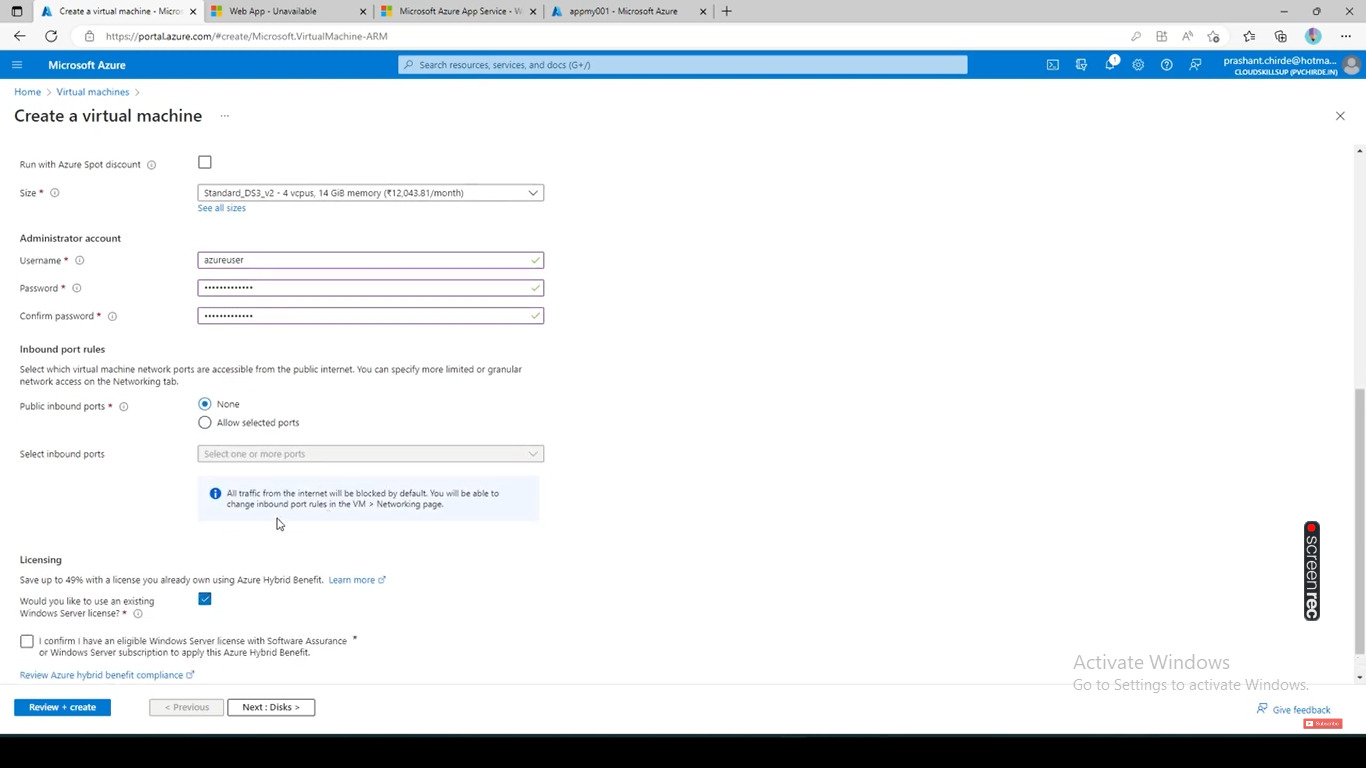 Create a virtual machine - Micros
Web App - Unavailable
Microsoft Azure App Service - W
appmy001 - Microsoft Azure
https://portal.azure.com/#create/Microsoft.VirtualMachine-ARM
Microsoft Azure
Search resources, services, and docs (G+/)
1
prashant.chirde@hotma...
CLOUDSKILLSUP (PVCHIRDE.IN)
Home > Virtual machines >
Create a virtual machine ...
Run with Azure Spot discount
Size *
Standard_DS3_v2 - 4 vcpus, 14 GiB memory (₹12,043.81/month)
See all sizes
Administrator account
Username *
azureuser
Password *
Confirm password *
Inbound port rules
Select which virtual machine network ports are accessible from the public internet. You can specify more limited or granular
network access on the Networking tab.
Public inbound ports *
None
Allow selected ports
Select inbound ports
Select one or more ports
All traffic from the internet will be blocked by default. You will be able to
change inbound port rules in the VM > Networking page.
Licensing
Save up to 49% with a license you already own using Azure Hybrid Benefit. Learn more
Would you like to use an existing
Windows Server license? *
I confirm I have an eligible Windows Server license with Software Assurance *
or Windows Server subscription to apply this Azure Hybrid Benefit.
Review Azure hybrid benefit compliance
Review + create
< Previous
Next : Disks >
screenrec
Activate Windows
Go to Settings to activate Windows.
Give feedback
Subscribe